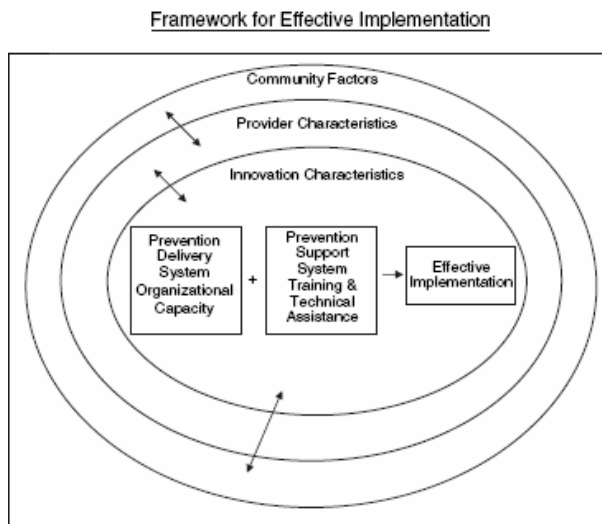 Framework for Effective Implementation
Community Factors
Provider Characteristics
Innovation Characteristics
Prevention
Delivery
System
Organizational
Capacity
+
Prevention
Support
System
Training &
Technical
Assistance
Effective
Implementation